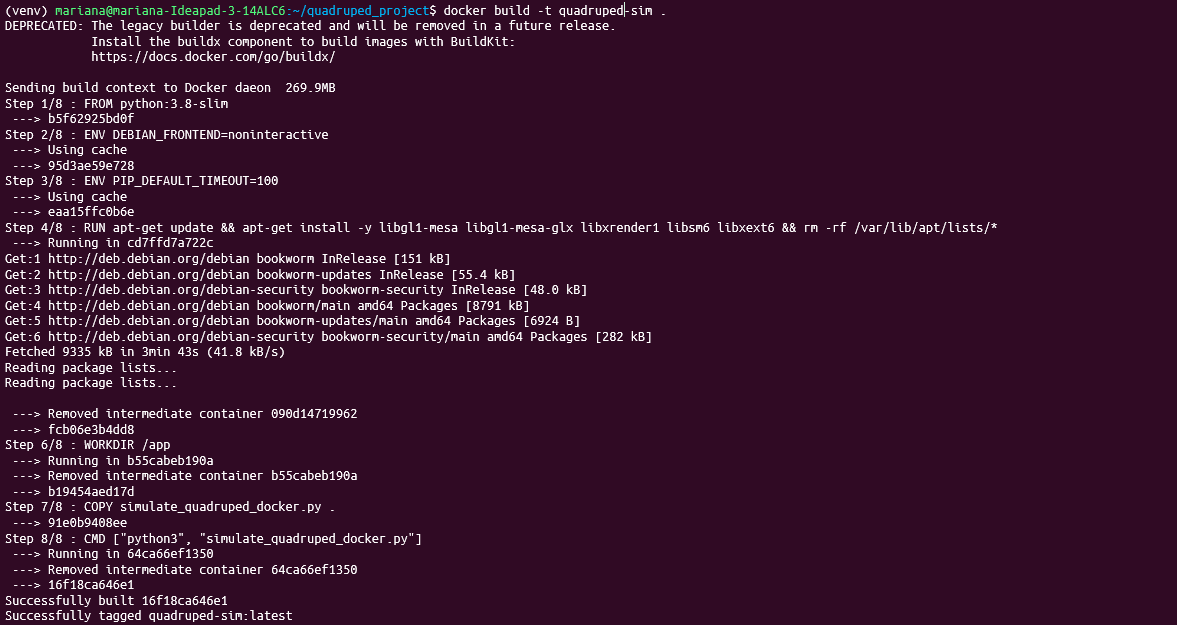 (venv) mariana@mariana-Ideapad-3-14ALC6:~/quadruped_project$ docker build -t quadruped-sim .
DEPRECATED: The legacy builder is deprecated and will be removed in a future release.
            Install the buildx component to build images with BuildKit:
            https://docs.docker.com/go/buildx/

Sending build context to Docker daeon  269.9MB
Step 1/8 : FROM python:3.8-slim
 ---> b5f62925bd0f
Step 2/8 : ENV DEBIAN_FRONTEND=noninteractive
 ---> Using cache
 ---> 95d3ae59e728
Step 3/8 : ENV PIP_DEFAULT_TIMEOUT=100
 ---> Using cache
 ---> eaa15ffc0b6e
Step 4/8 : RUN apt-get update && apt-get install -y libgl1-mesa libgl1-mesa-glx libxrender1 libsm6 libxext6 && rm -rf /var/lib/apt/lists/*
 ---> Running in cd7ffd7a722c
Get:1 http://deb.debian.org/debian bookworm InRelease [151 kB]
Get:2 http://deb.debian.org/debian bookworm-updates InRelease [55.4 kB]
Get:3 http://deb.debian.org/debian-security bookworm-security InRelease [48.0 kB]
Get:4 http://deb.debian.org/debian bookworm/main amd64 Packages [8791 kB]
Get:5 http://deb.debian.org/debian bookworm-updates/main amd64 Packages [6924 B]
Get:6 http://deb.debian.org/debian-security bookworm-security/main amd64 Packages [282 kB]
Fetched 9335 kB in 3min 43s (41.8 kB/s)
Reading package lists...
Reading package lists...

 ---> Removed intermediate container 090d14719962
 ---> fcb06e3b4dd8
Step 6/8 : WORKDIR /app
 ---> Running in b55cabeb190a
 ---> Removed intermediate container b55cabeb190a
 ---> b19454aed17d
Step 7/8 : COPY simulate_quadruped_docker.py .
 ---> 91e0b9408ee
Step 8/8 : CMD ["python3", "simulate_quadruped_docker.py"]
 ---> Running in 64ca66ef1350
 ---> Removed intermediate container 64ca66ef1350
 ---> 16f18ca646e1
Successfully built 16f18ca646e1
Successfully tagged quadruped-sim:latest